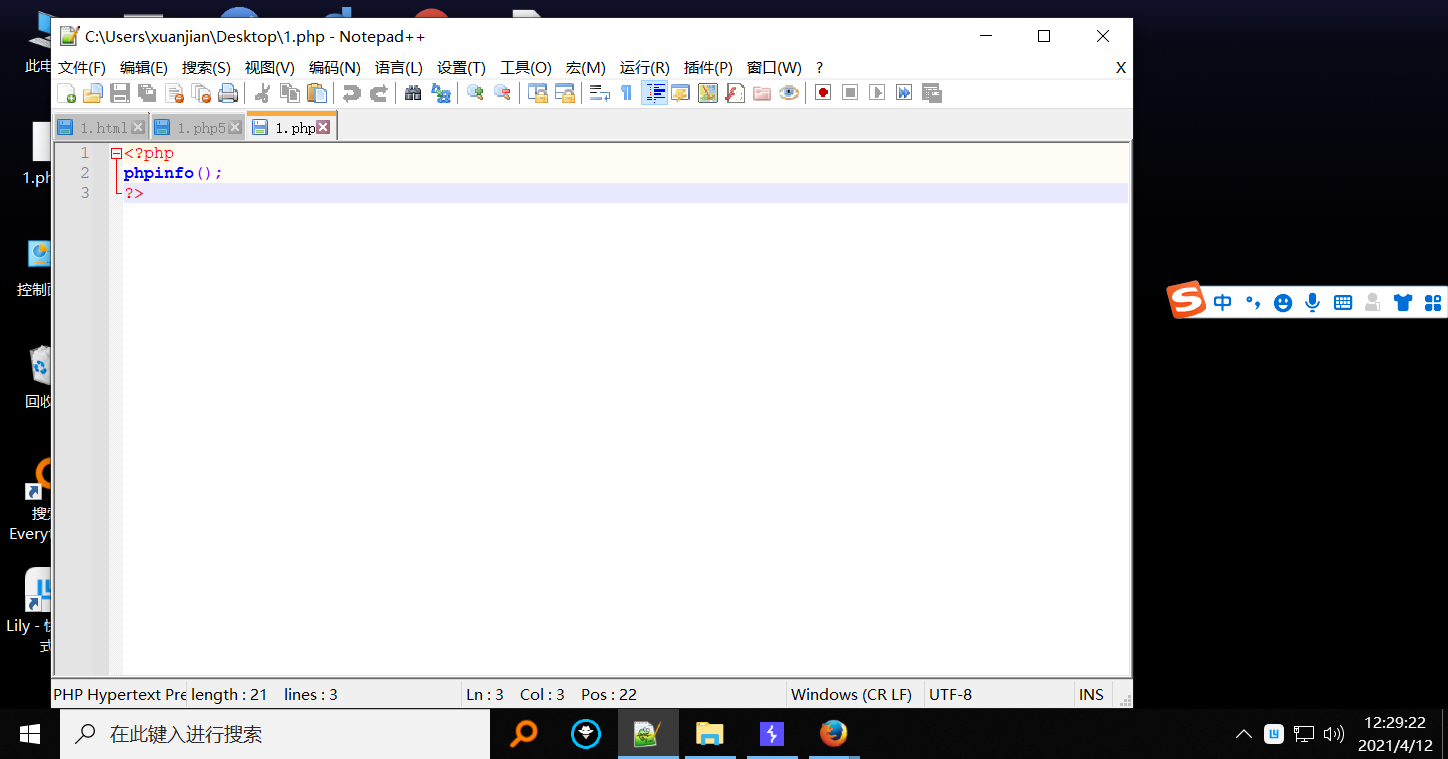 C:\Users\xuanjian\Desktop\1.php - Notepad++
此电
文件(F) 编辑(E) 搜索(S) 视图(V) 编码(N) 语言(L) 设置(T) 工具(O) 宏(M) 运行(R) 插件(P) 窗口(W) ? X
1.html 1.php5 1.php
1 <?php
2 phpinfo();
3 ?>
1.ph
控制面
回收
搜索
Everyt
Lily - 快
式
中
PHP Hypertext Pre length : 21 lines : 3 Ln : 3 Col : 3 Pos : 22 Windows (CR LF) UTF-8 INS
在此键入进行搜索
12:29:22
2021/4/12